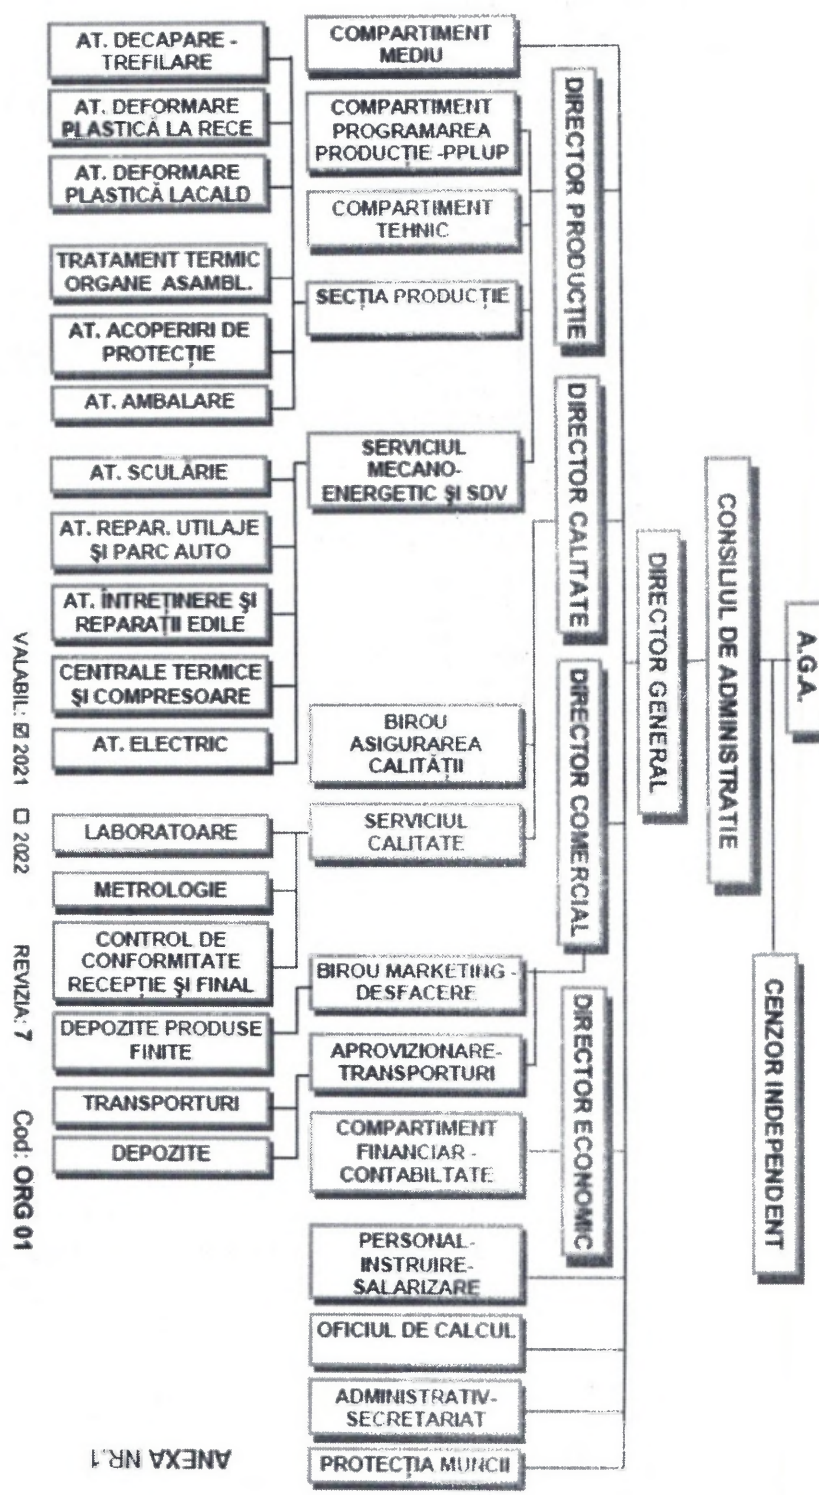 A.G.A.
CONSILIUL DE ADMINISTRATIE
CENZOR INDEPENDENT
DIRECTOR GENERAL
DIRECTOR PRODUCȚIE
DIRECTOR CALITATE
DIRECTOR COMERCIAL
DIRECTOR ECONOMIC
COMPARTIMENT
MEDIU
COMPARTIMENT
PROGRAMAREA
PRODUCȚIE -PPLUP
COMPARTIMENT
TEHNIC
SECȚIA PRODUCȚIE
SERVICIUL
MECANO-
ENERGETIC ȘI SDV
BIROU
ASIGURAREA
CALITĂȚII
SERVICIUL
CALITATE
BIROU MARKETING -
DESFACERE
APROVIZIONARE-
TRANSPORTURI
COMPARTIMENT
FINANCIAR -
CONTABILTATE
PERSONAL-
INSTRUIRE-
SALARIZARE
OFICIUL DE CALCUL
ADMINISTRATIV-
SECRETARIAT
PROTECȚIA MUNCII
AT. DECAPARE -
TREFILARE
AT. DEFORMARE
PLASTICĂ LA RECE
AT. DEFORMARE
PLASTICĂ LACALD
TRATAMENT TERMIC
ORGANE ASAMBL.
AT. ACOPERIRI DE
PROTECȚIE
AT. AMBALARE
AT. SCULĂRIE
AT. REPAR. UTILAJE
ȘI PARC AUTO
AT. ÎNTREȚINERE ȘI
REPARAȚII EDILE
CENTRALE TERMICE
ȘI COMPRESOARE
AT. ELECTRIC
LABORATOARE
METROLOGIE
CONTROL DE
CONFORMITATE
RECEPȚIE ȘI FINAL
DEPOZITE PRODUSE
FINITE
TRANSPORTURI
DEPOZITE
VALABIL: ☑ 2021 ☐ 2022 REVIZIA: 7 Cod: ORG 01
ANEXA NR.1